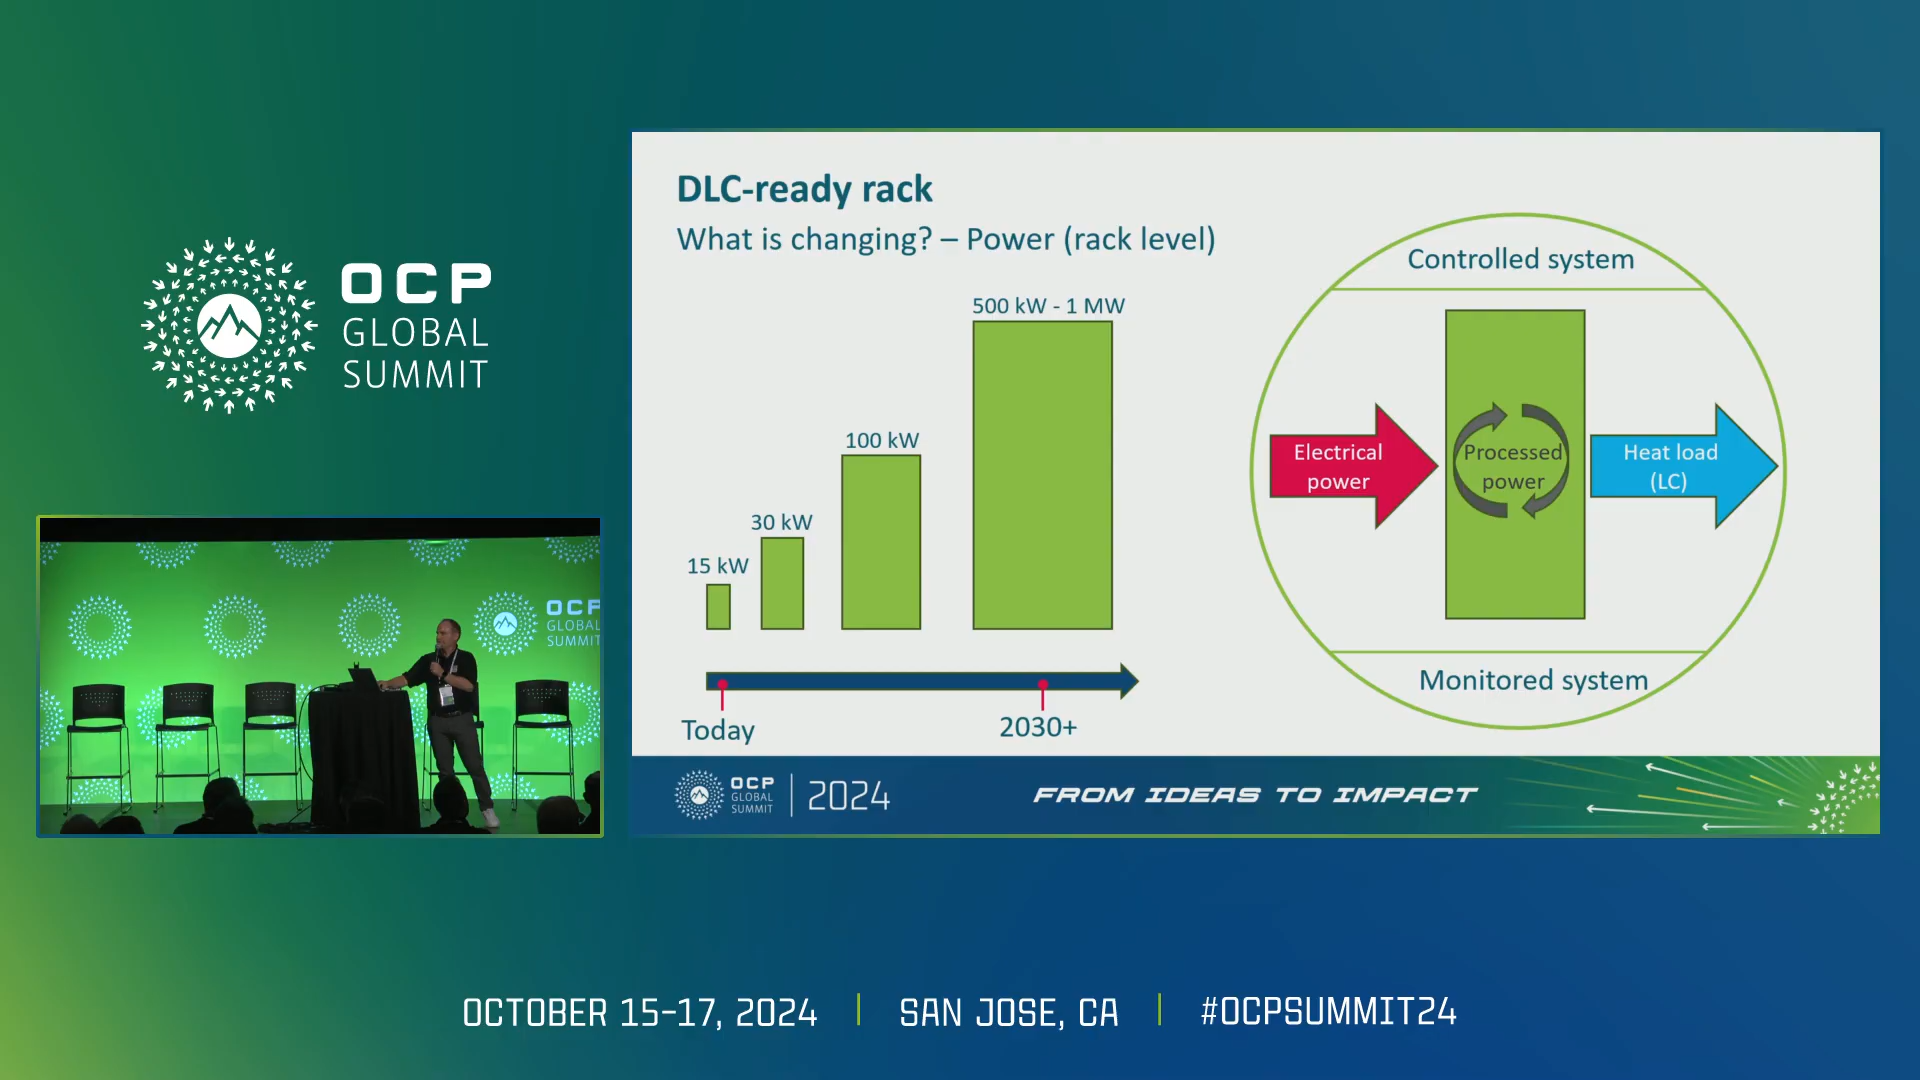 OCP
GLOBAL
SUMMIT
DLC-ready rack
What is changing? – Power (rack level)
15 kW
30 kW
100 kW
500 kW - 1 MW
Today
2030+
Controlled system
Electrical
power
Processed
power
Heat load
(LC)
Monitored system
OCP
GLOBAL
SUMMIT
2024
FROM IDEAS TO IMPACT
OCP
GLOBAL
SUMMIT
OCTOBER 15-17, 2024
SAN JOSE, CA
#OCPSUMMIT24